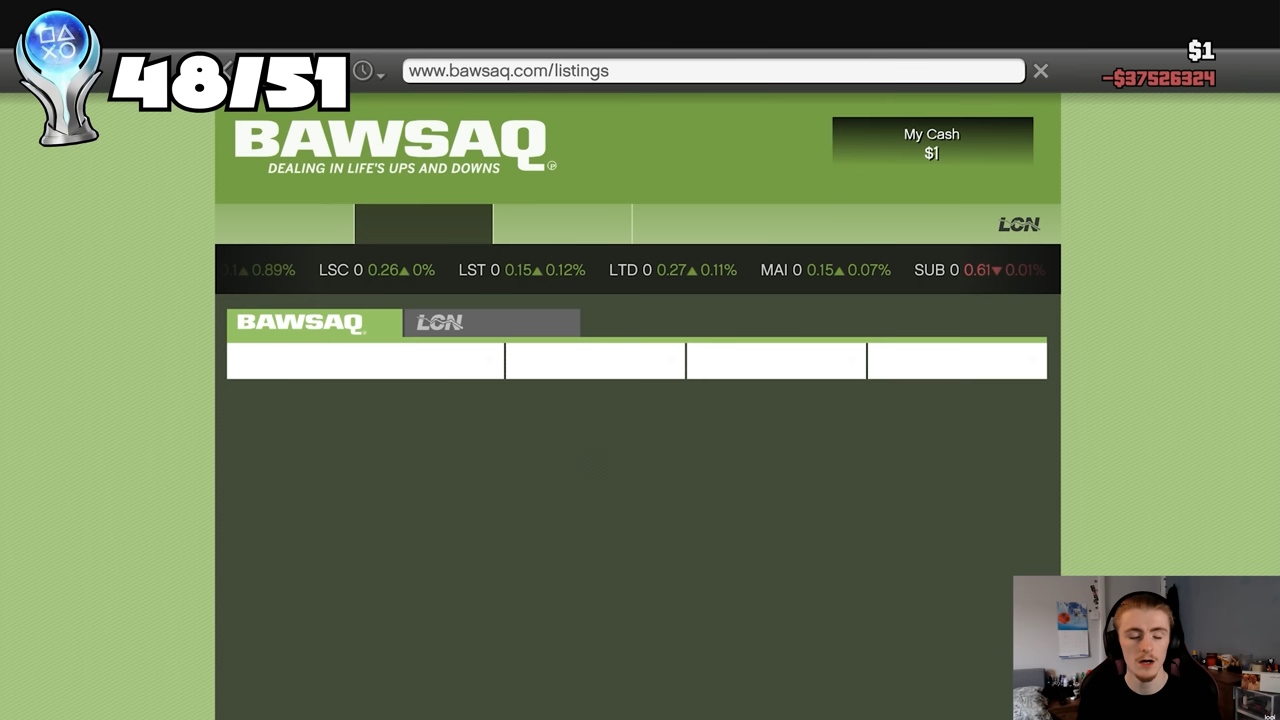 48/51
www.bawsaq.com/listings
$1
-$37526324
BAWSAQ
DEALING IN LIFE'S UPS AND DOWNS
My Cash
$1
LCN
0.89% LSC 0 0.26 0% LST 0 0.15 0.12% LTD 0 0.27 0.11% MAI 0 0.15 0.07% SUB 0 0.61 0.01%
BAWSAQ LCN